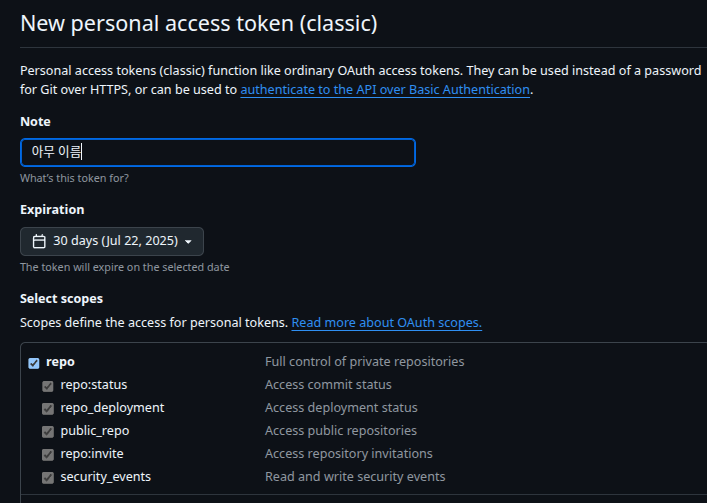 New personal access token (classic)
Personal access tokens (classic) function like ordinary OAuth access tokens. They can be used instead of a password
for Git over HTTPS, or can be used to authenticate to the API over Basic Authentication.
Note
아무 이름
What's this token for?
Expiration
30 days (Jul 22, 2025)
The token will expire on the selected date
Select scopes
Scopes define the access for personal tokens. Read more about OAuth scopes.
repo Full control of private repositories
repo:status Access commit status
repo_deployment Access deployment status
public_repo Access public repositories
repo:invite Access repository invitations
security_events Read and write security events